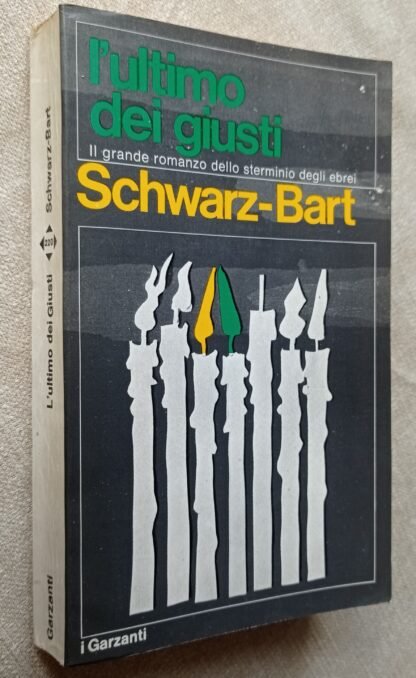 l'ultimo
dei giusti
Il grande romanzo dello sterminio degli ebrei
Schwarz-Bart
i Garzanti
Garzanti
L'ultimo dei Giusti
220
Schwarz-Bart